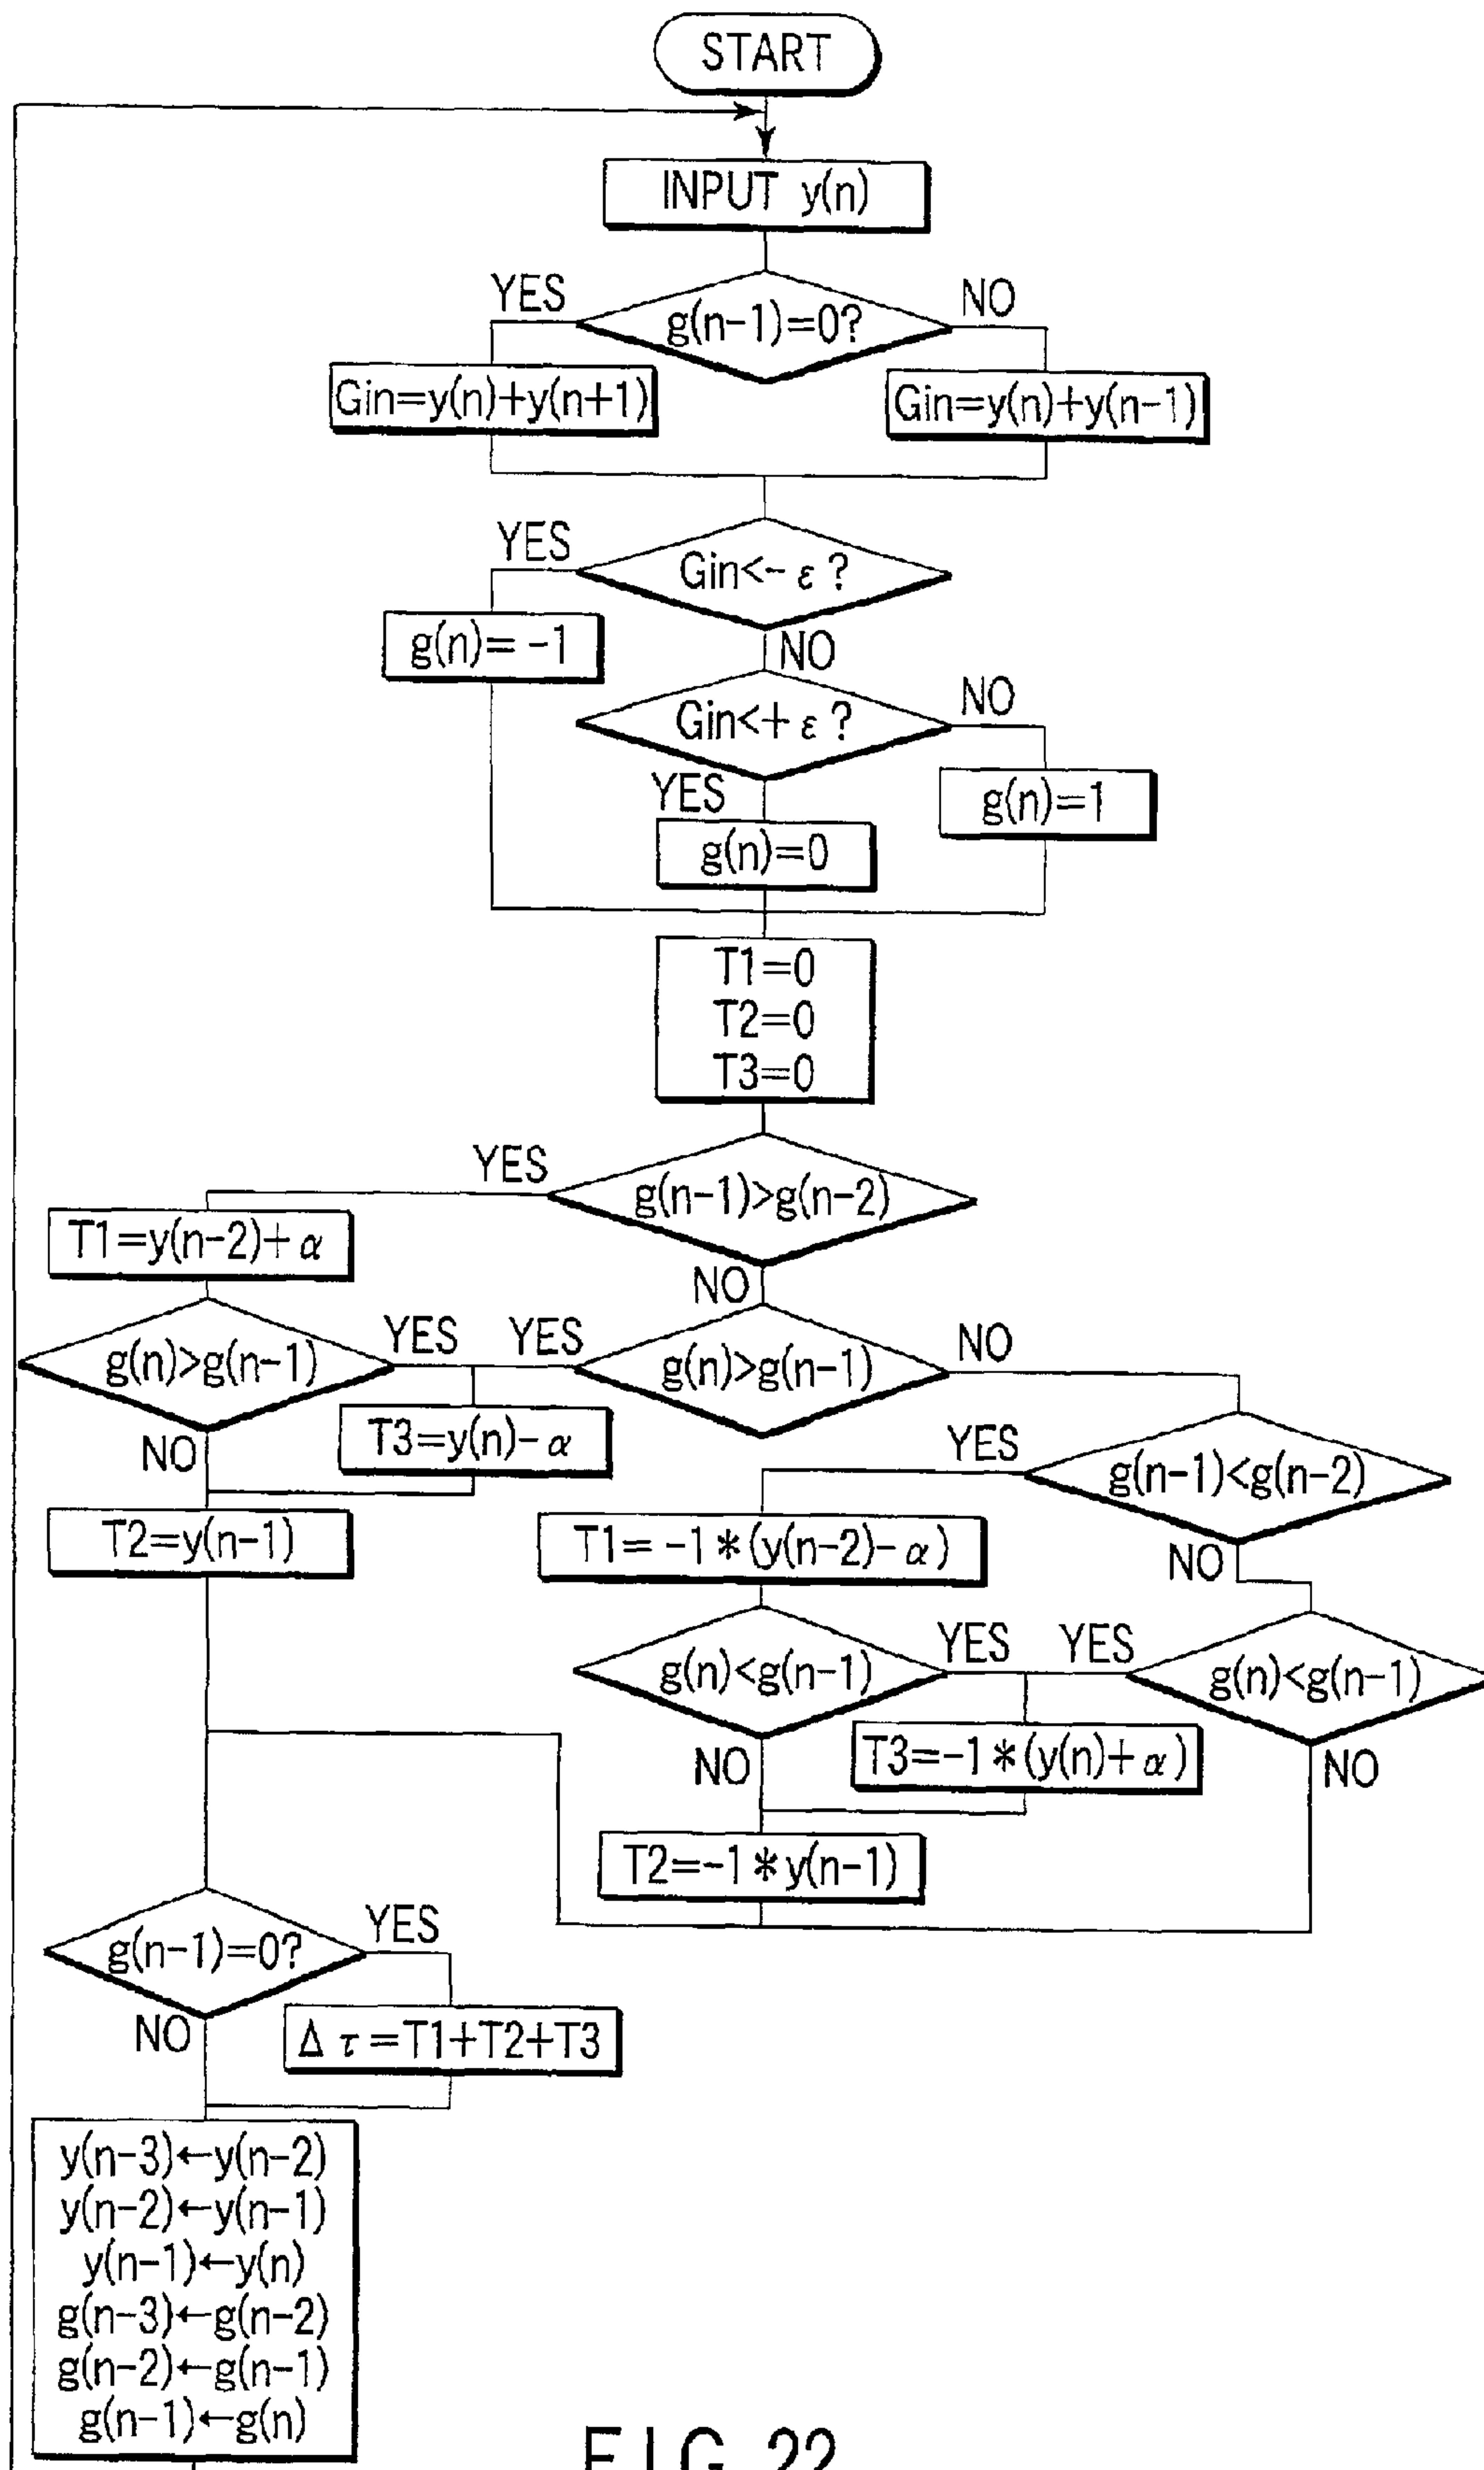 START
INPUT y(n)
YES
g(n-1)=0?
NO
Gin=y(n)+y(n+1)
Gin=y(n)+y(n-1)
YES
Gin<- ε ?
g(n)= -1
NO
Gin<+ ε ?
NO
YES
g(n)=1
g(n)=0
T1=0
T2=0
T3=0
YES
g(n-1)>g(n-2)
T1=y(n-2)+ α
NO
g(n)>g(n-1)
YES
YES
g(n)>g(n-1)
NO
T3=y(n)- α
NO
YES
g(n-1)<g(n-2)
T2=y(n-1)
T1= -1 * (y(n-2)- α )
NO
g(n)<g(n-1)
YES
YES
g(n)<g(n-1)
NO
T3=-1 * (y(n)+ α )
NO
T2=-1 * y(n-1)
g(n-1)=0?
YES
NO
Δ τ =T1+T2+T3
y(n-3)←y(n-2)
y(n-2)←y(n-1)
y(n-1)←y(n)
g(n-3)←g(n-2)
g(n-2)←g(n-1)
g(n-1)←g(n)
FIG. 22